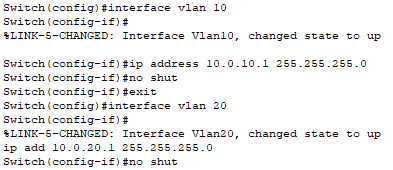 Switch(config)#interface vlan 10
Switch(config-if)#
%LINK-5-CHANGED: Interface Vlan10, changed state to up

Switch(config-if)#ip address 10.0.10.1 255.255.255.0
Switch(config-if)#no shut
Switch(config-if)#exit
Switch(config)#interface vlan 20
Switch(config-if)#
%LINK-5-CHANGED: Interface Vlan20, changed state to up
ip add 10.0.20.1 255.255.255.0
Switch(config-if)#no shut